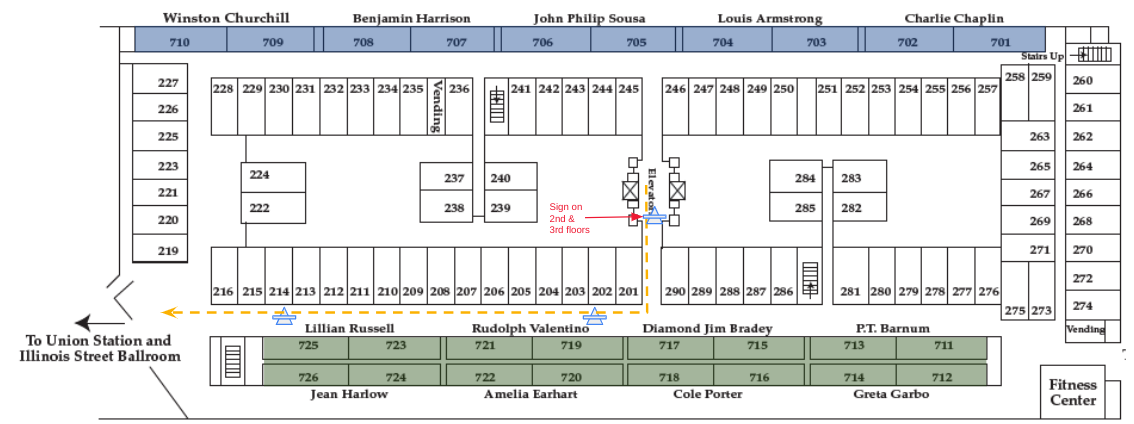 Winston Churchill Benjamin Harrison John Philip Sousa Louis Armstrong Charlie Chaplin
710 709 708 707 706 705 704 703 702 701
Stairs Up
227 228 229 230 231 232 233 234 235 Vending 236 241 242 243 244 245 246 247 248 249 250 251 252 253 254 255 256 257 258 259 260
226 261
225 263 262
223 224 237 240 Elevators 284 283 265 264
221 267 266
222 238 239 285 282
220 269 268
Sign on
2nd &
3rd floors
219 271 270
272
216 215 214 213 212 211 210 209 208 207 206 205 204 203 202 201 290 289 288 287 286 281 280 279 278 277 276 275 273 274
Vending
To Union Station and
Illinois Street Ballroom
Lillian Russell Rudolph Valentino Diamond Jim Bradey P.T. Barnum
725 723 721 719 717 715 713 711
726 724 722 720 718 716 714 712
Jean Harlow Amelia Earhart Cole Porter Greta Garbo
Fitness
Center